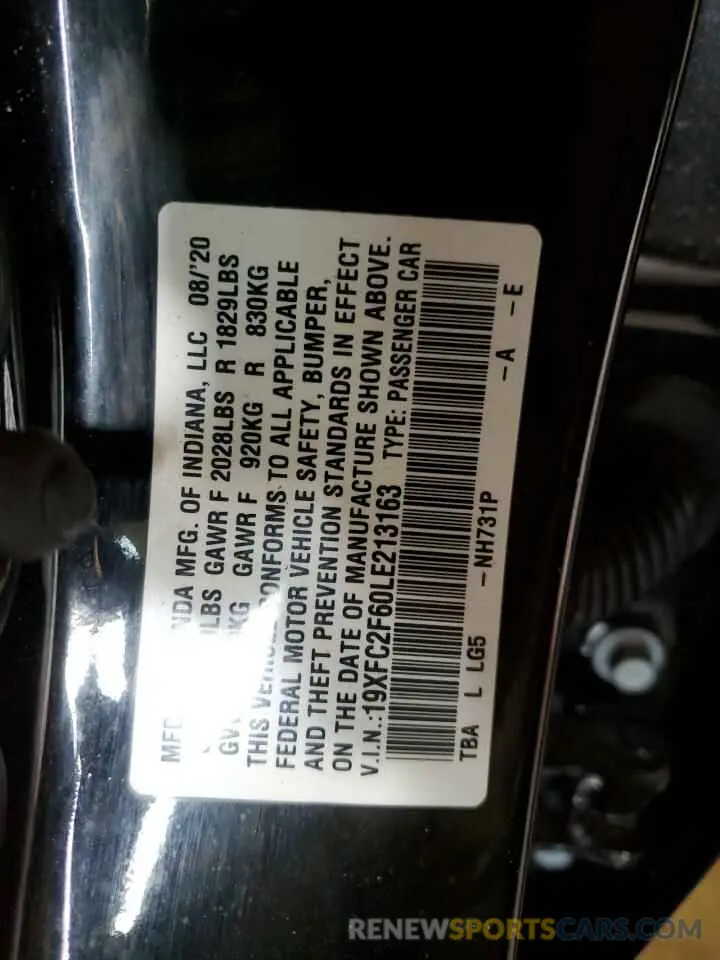 MFD NDA MFG. OF INDIANA, LLC 08/'20
LBS GAWR F 2028LBS R 1829LBS
KG GAWR F 920KG R 830KG
THIS CONFORMS TO ALL APPLICABLE
FEDERAL MOTOR VEHICLE SAFETY, BUMPER,
AND THEFT PREVENTION STANDARDS IN EFFECT
ON THE DATE OF MANUFACTURE SHOWN ABOVE.
V.I.N.:19XFC2F60LE213163 TYPE: PASSENGER CAR
TBA L LG5 -NH731P -A -E
RENEWSPORTSCARS.COM